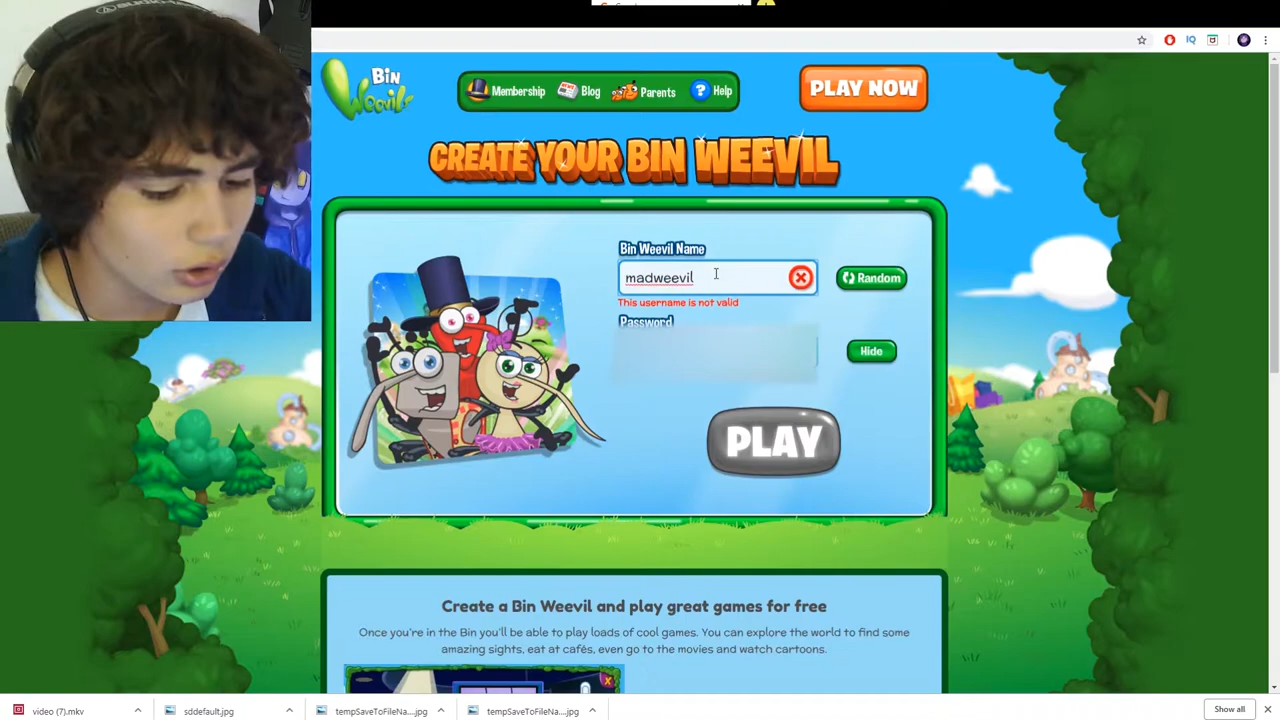 Bin
Weevils
Membership
Blog
Parents
? Help
PLAY NOW
CREATE YOUR BIN WEEVIL
Bin Weevil Name
madweevil
Random
This username is not valid
Password
Hide
PLAY
Create a Bin Weevil and play great games for free
Once you're in the Bin you'll be able to play loads of cool games. You can explore the world to find some
amazing sights, eat at cafés, even go to the movies and watch cartoons.
video (7).mkv
sddefault.jpg
tempSaveToFileNa....jpg
tempSaveToFileNa....jpg
Show all